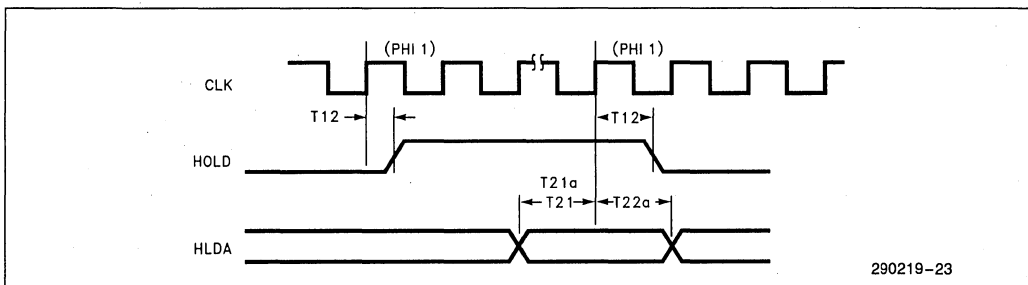 (PHI 1) (PHI 1)
CLK
T12 T12
HOLD
T21a
T21 T22a
HLDA
290219-23